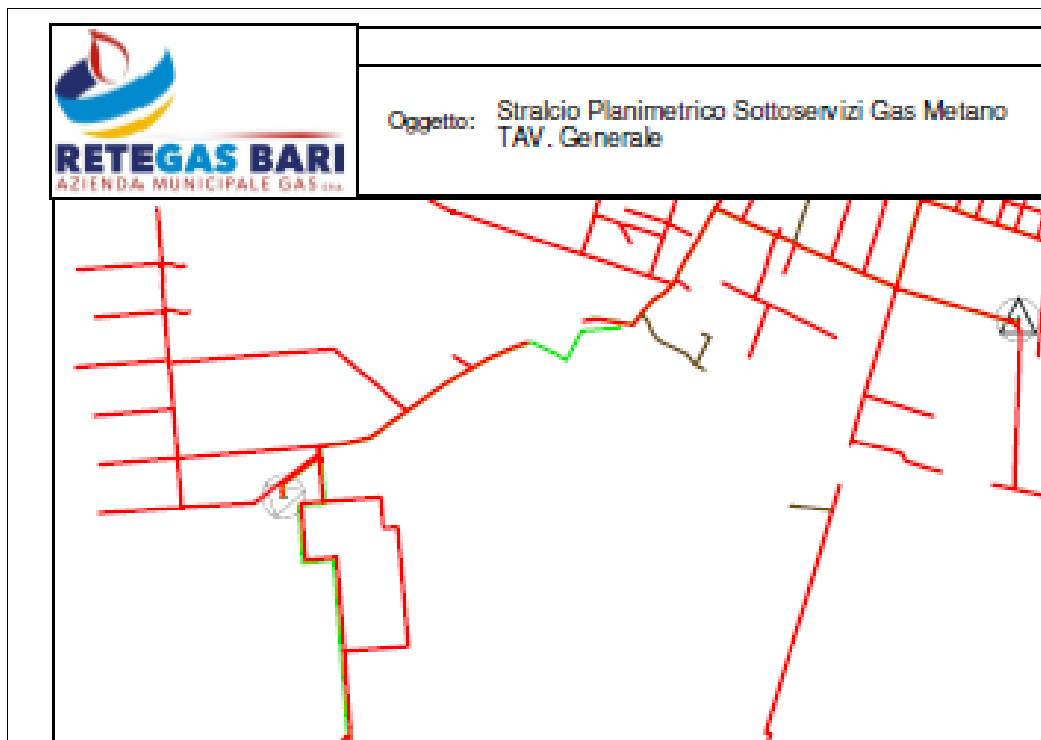 RETEGAS BARI
AZIENDA MUNICIPALE GAS
Oggetto: Stralcio Planimetrico Sottoservizi Gas Metano
TAV. Generale